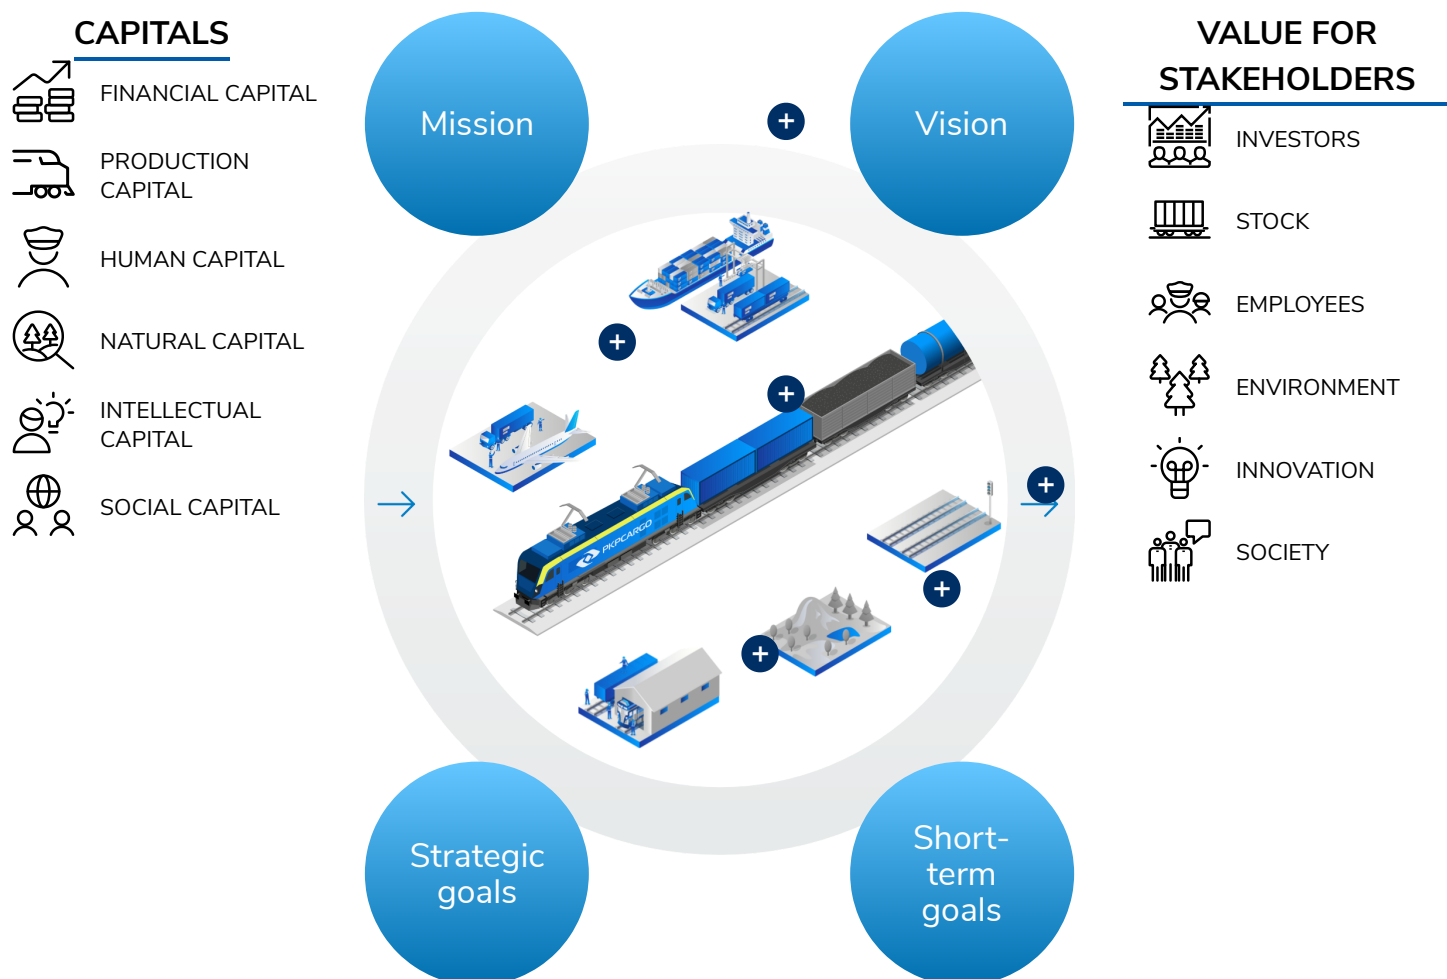 CAPITALS
FINANCIAL CAPITAL
PRODUCTION
CAPITAL
HUMAN CAPITAL
NATURAL CAPITAL
INTELLECTUAL
CAPITAL
SOCIAL CAPITAL
Mission
Vision
PKPCARGO
Strategic
goals
Short-
term
goals
VALUE FOR
STAKEHOLDERS
INVESTORS
STOCK
EMPLOYEES
ENVIRONMENT
INNOVATION
SOCIETY